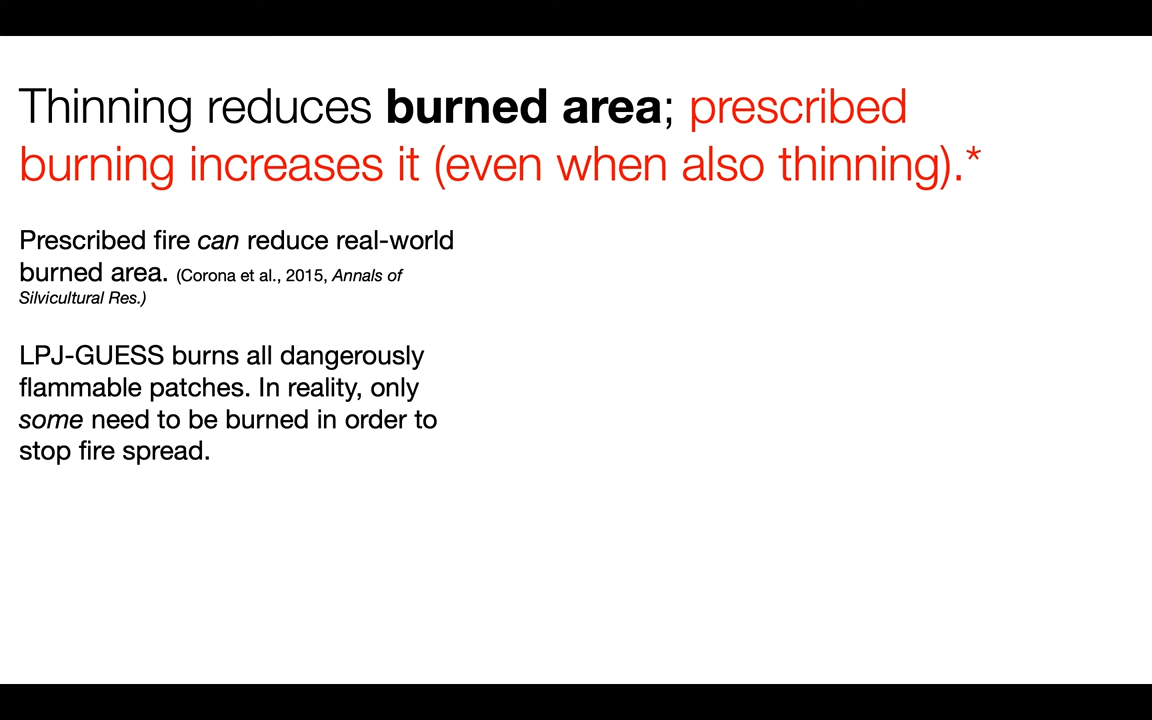 Thinning reduces burned area; prescribed
burning increases it (even when also thinning).*
Prescribed fire can reduce real-world
burned area. (Corona et al., 2015, Annals of
Silvicultural Res.)
LPJ-GUESS burns all dangerously
flammable patches. In reality, only
some need to be burned in order to
stop fire spread.